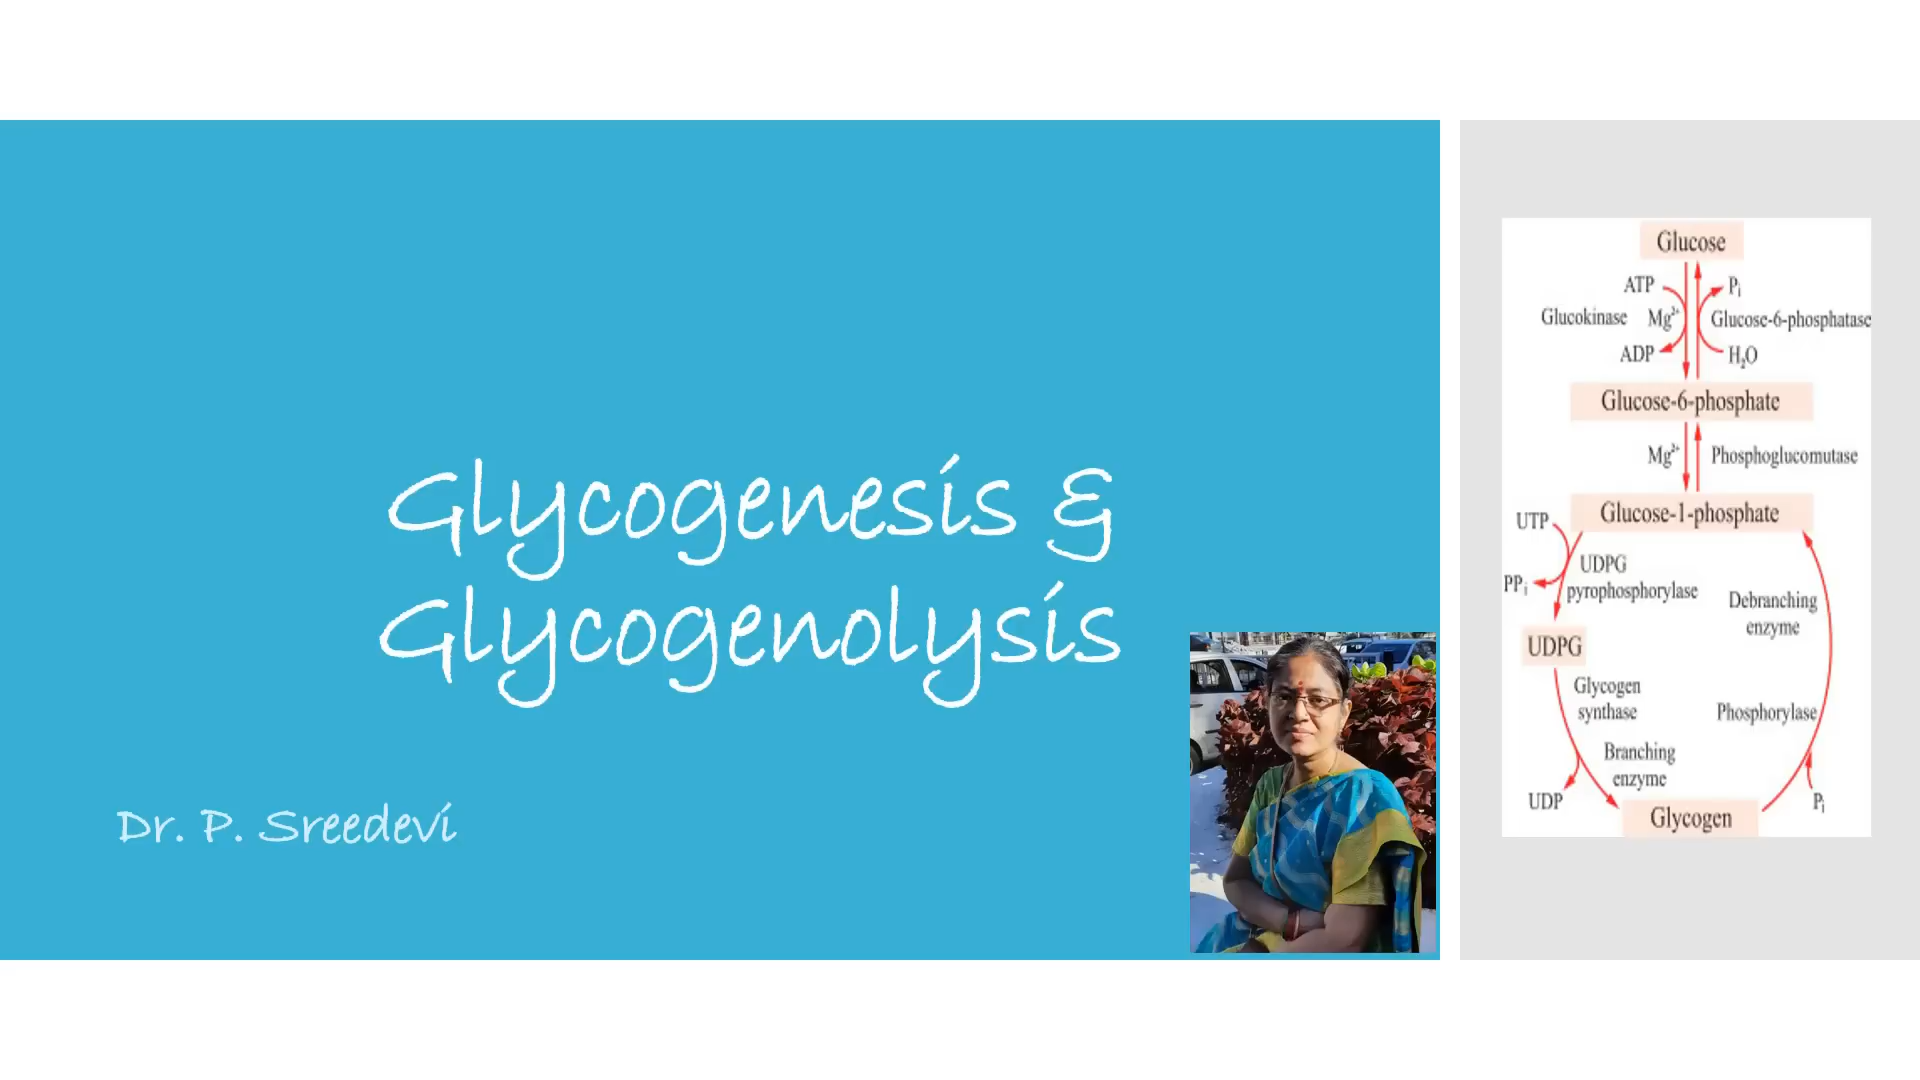 Glycogenesis &
Glycogenolysis
Dr. P. Sreedevi
Glucose
ATP
Pi
Glucokinase Mg²⁺
Glucose-6-phosphatase
ADP
H₂O
Glucose-6-phosphate
Mg²⁺
Phosphoglucomutase
Glucose-1-phosphate
UTP
UDPG
pyrophosphorylase
PPi
Debranching
enzyme
UDPG
Glycogen
synthase
Phosphorylase
Branching
enzyme
UDP
Pi
Glycogen